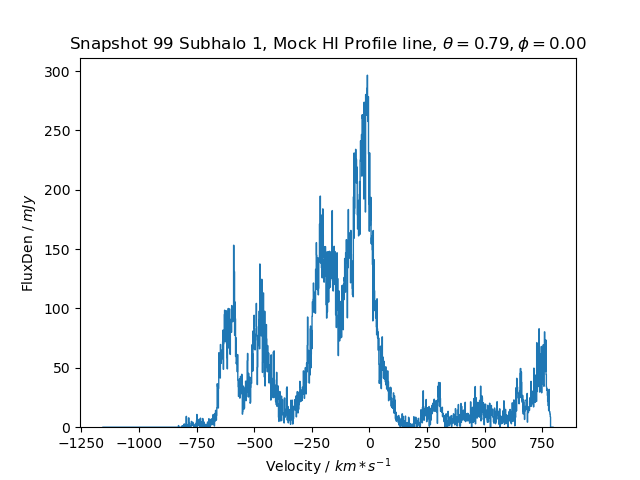 Snapshot 99 Subhalo 1, Mock HI Profile line, θ = 0.79, ϕ = 0.00
300
250
200
150
100
50
0
FluxDen / mJy
−1250 −1000 −750 −500 −250 0 250 500 750
Velocity / km * s⁻¹